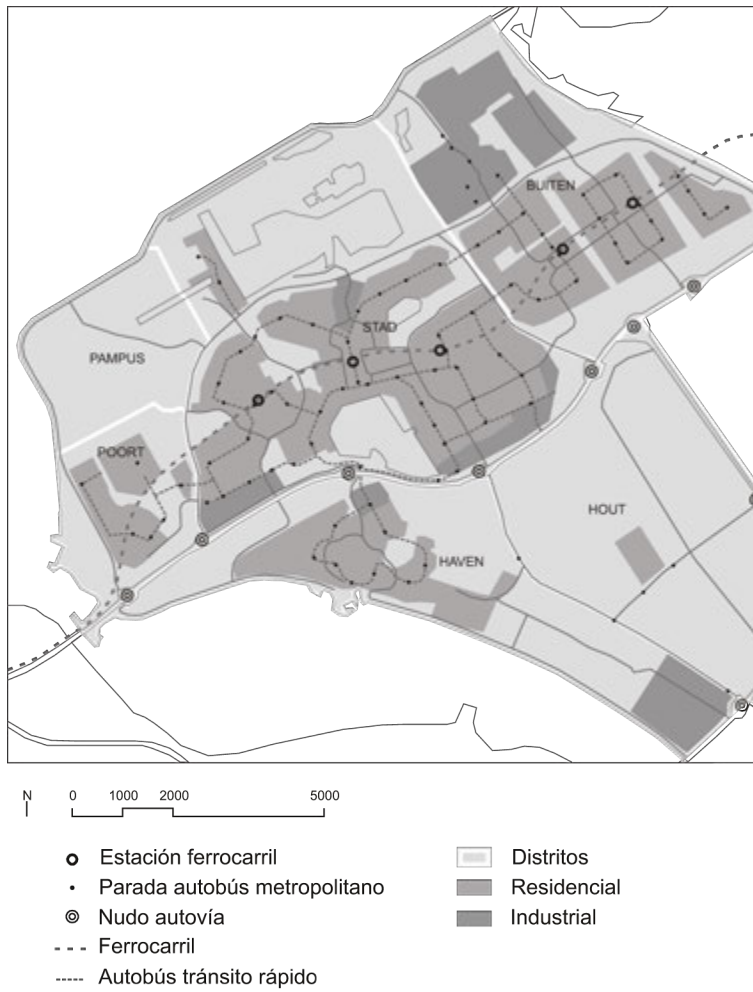 BUITEN
STAD
PAMPUS
POORT
HOUT
HAVEN
N 0 1000 2000 5000
Estación ferrocarril
Parada autobús metropolitano
Nudo autovía
Ferrocarril
Autobús tránsito rápido
Distritos
Residencial
Industrial